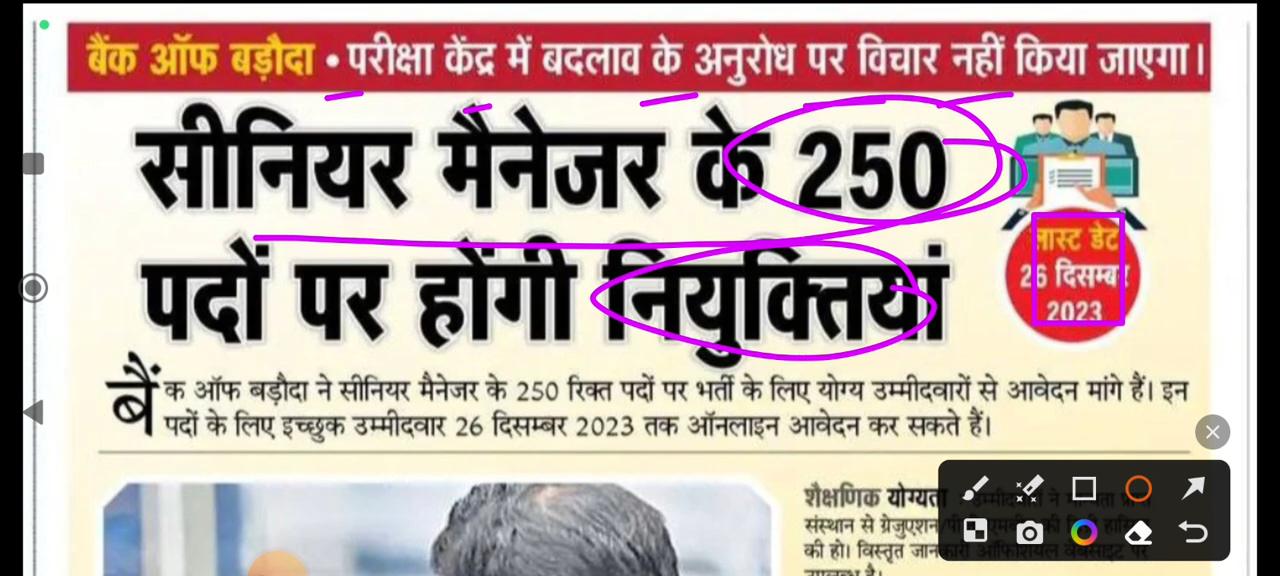 बैंक ऑफ बड़ौदा • परीक्षा केंद्र में बदलाव के अनुरोध पर विचार नहीं किया जाएगा।
सीनियर मैनेजर के 250
पदों पर होंगी नियुक्तियां
लास्ट डेट
26 दिसम्बर
2023
बैंक ऑफ बड़ौदा ने सीनियर मैनेजर के 250 रिक्त पदों पर भर्ती के लिए योग्य उम्मीदवारों से आवेदन मांगे हैं। इन
पदों के लिए इच्छुक उम्मीदवार 26 दिसम्बर 2023 तक ऑनलाइन आवेदन कर सकते हैं।
शैक्षणिक योग्यता
संस्थान से ग्रेजुएशन
की हो। विस्तृत जानकारी ऑफिशियल वेबसाइट पर